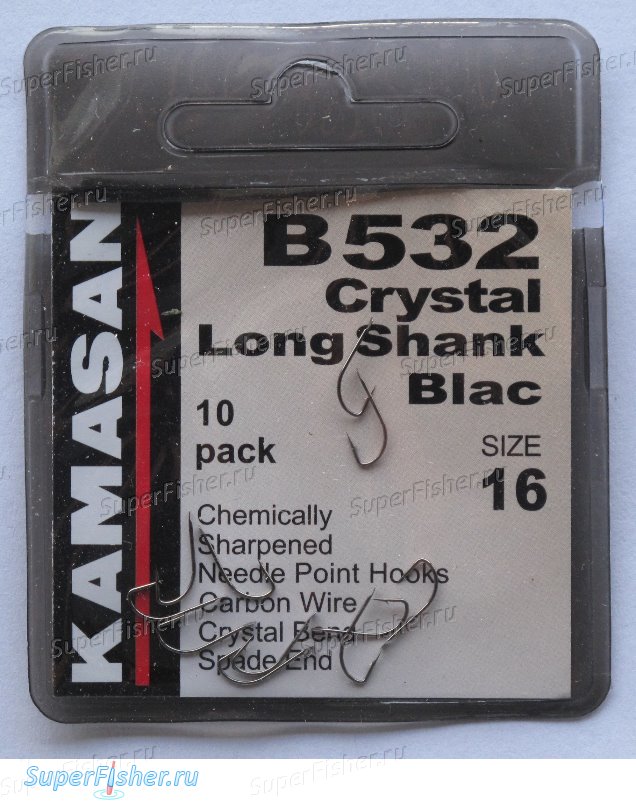 KAMASAN
B532
Crystal
Long Shank
Blac
10
pack
SIZE
16
Chemically
Sharpened
Needle Point Hooks
Carbon Wire
Crystal Bend
Spade End
SuperFisher.ru